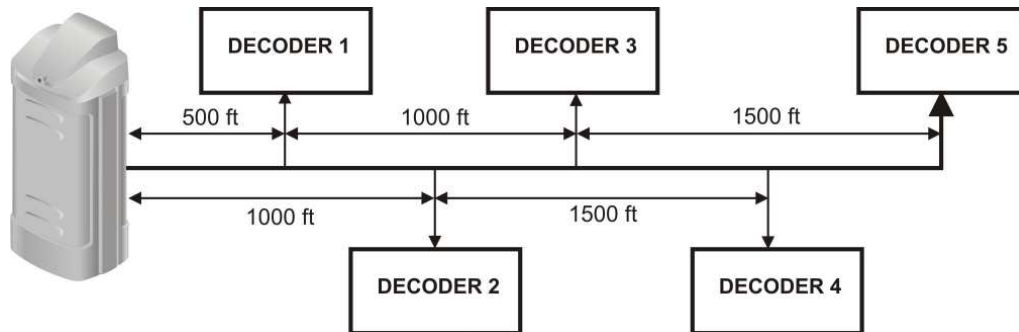 DECODER 1
DECODER 3
DECODER 5
500 ft
1000 ft
1500 ft
1000 ft
1500 ft
DECODER 2
DECODER 4